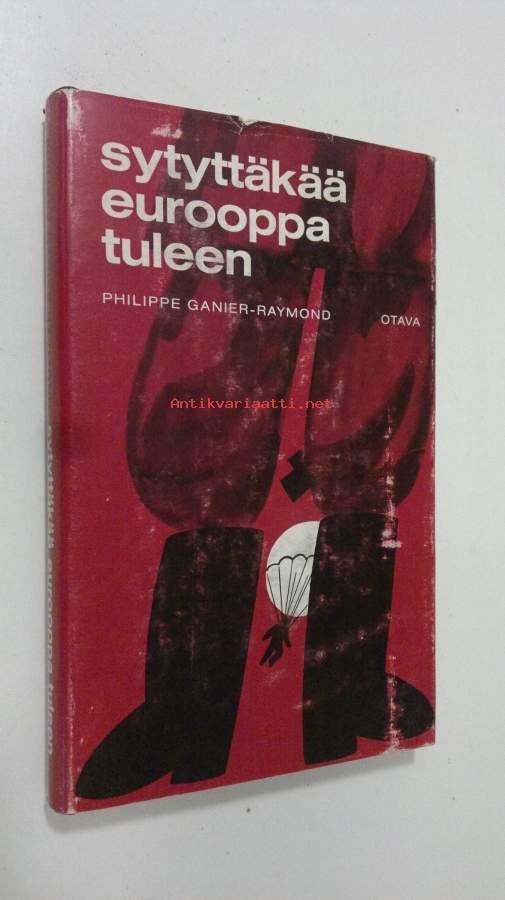 sytyttäkää
eurooppa
tuleen
PHILIPPE GANIER-RAYMOND
OTAVA
Antikvariaatti.net
sytyttäkää eurooppa tuleen